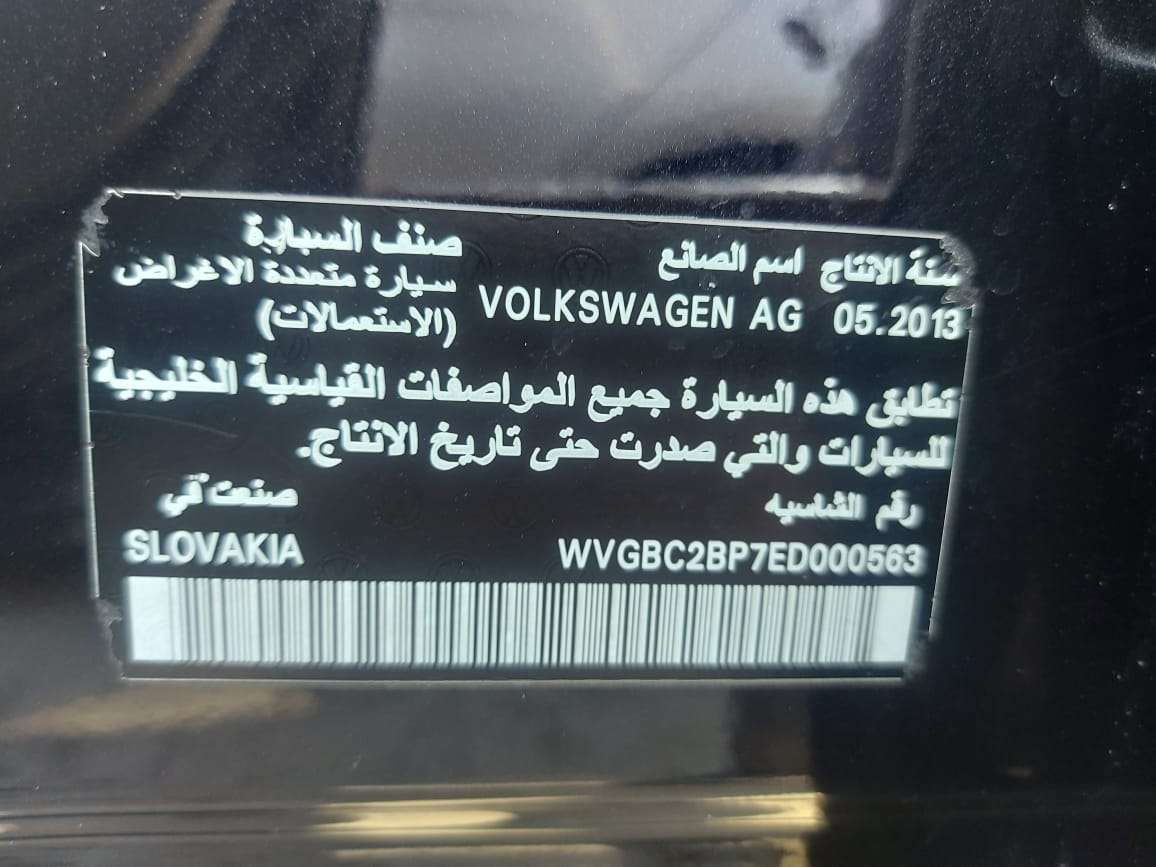 سنة الانتاج اسم الصانع صنف السيارة
05.2013 VOLKSWAGEN AG سيارة متعددة الاغراض
(الاستعمالات)
تطابق هذه السيارة جميع المواصفات القياسية الخليجية
للسيارات والتي صدرت حتى تاريخ الانتاج.
رقم الشاسيه صنعت في
WVGBC2BP7ED000563 SLOVAKIA